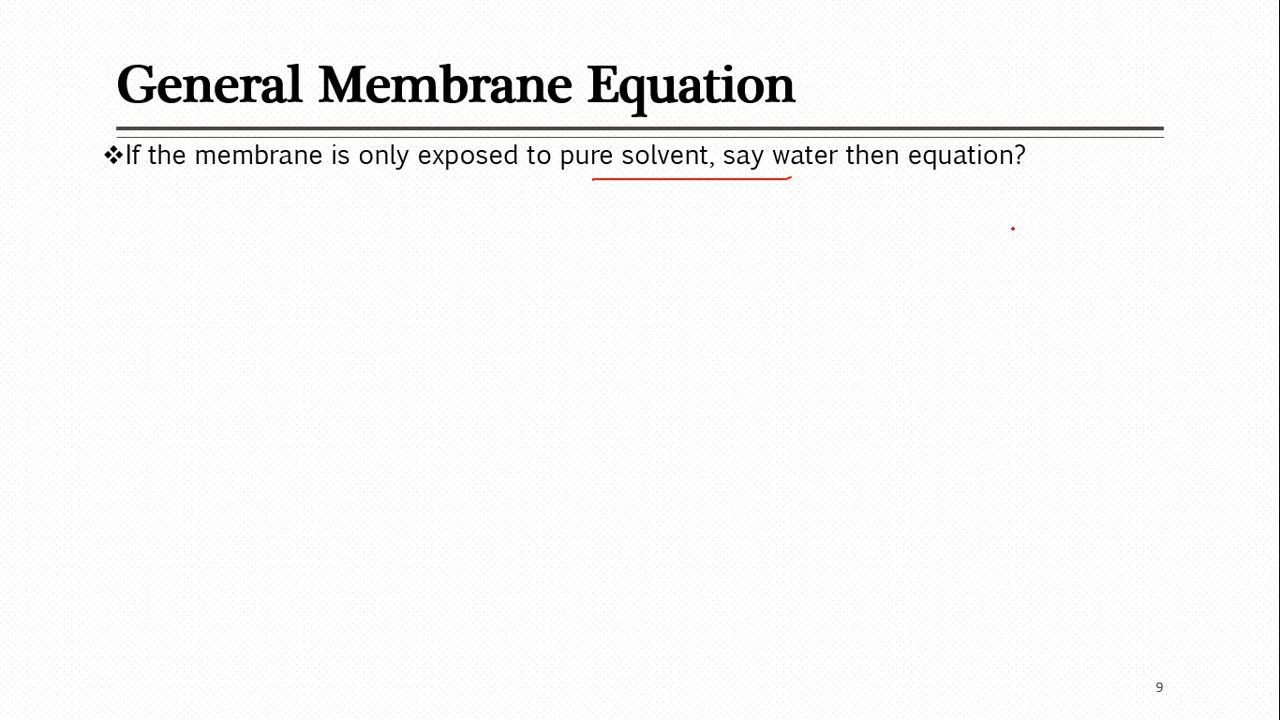 General Membrane Equation
❖If the membrane is only exposed to pure solvent, say water then equation?
9